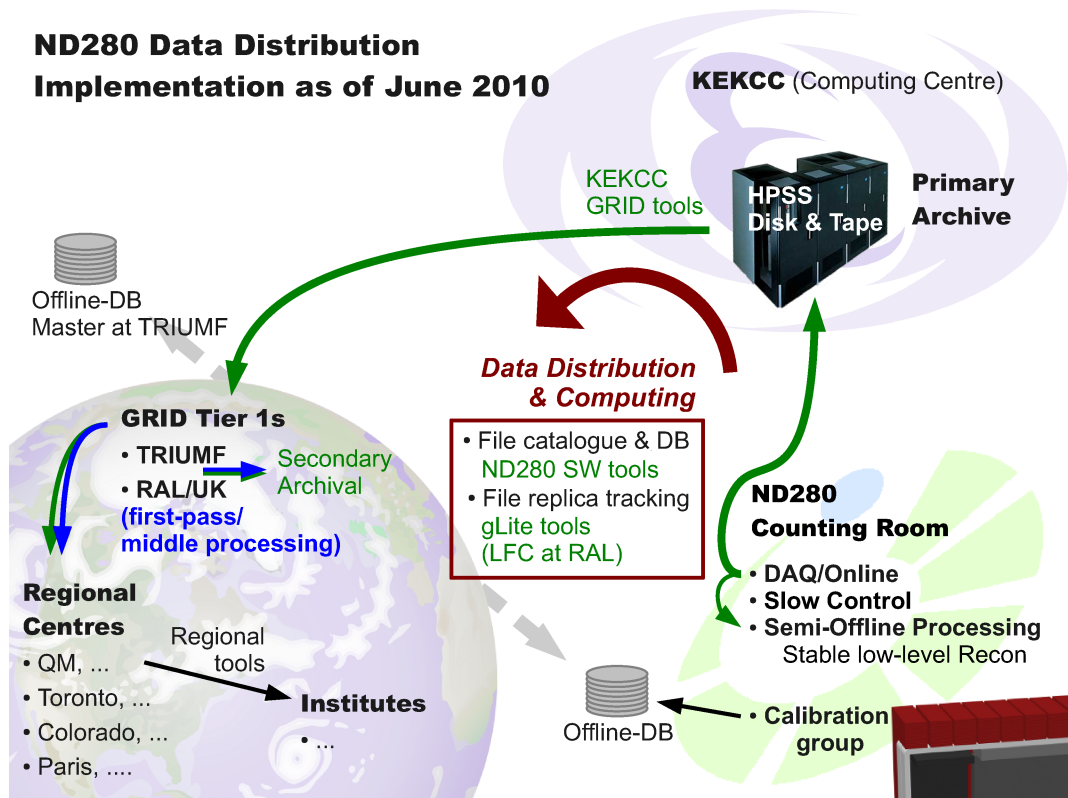 ND280 Data Distribution
Implementation as of June 2010
KEKCC (Computing Centre)
KEKCC
GRID tools
HPSS
Disk & Tape
Primary
Archive
Offline-DB
Master at TRIUMF
Data Distribution
& Computing
• File catalogue & DB
ND280 SW tools
• File replica tracking
gLite tools
(LFC at RAL)
GRID Tier 1s
• TRIUMF
• RAL/UK
(first-pass/
middle processing)
Secondary
Archival
ND280
Counting Room
• DAQ/Online
• Slow Control
• Semi-Offline Processing
Stable low-level Recon
• Calibration
group
Regional
Centres
• QM, ...
• Toronto, ...
• Colorado, ...
• Paris, ....
Regional
tools
Institutes
• ...
Offline-DB